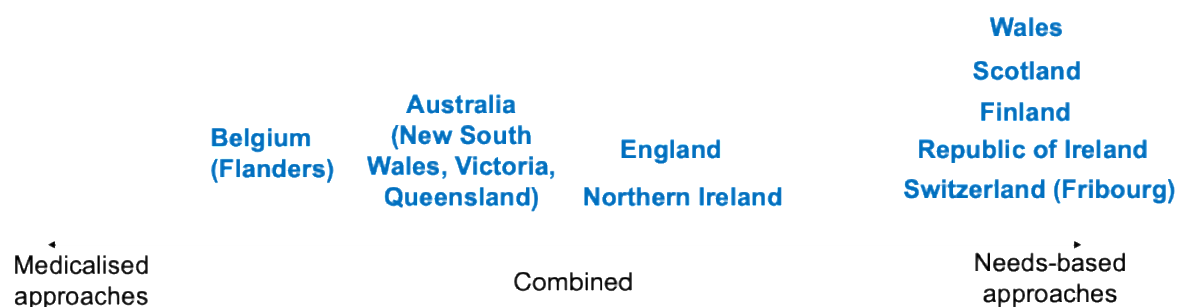 Wales
Scotland
Finland
Republic of Ireland
Switzerland (Fribourg)
Belgium
(Flanders)
Australia
(New South
Wales, Victoria,
Queensland)
England
Northern Ireland
Medicalised
approaches
Combined
Needs-based
approaches